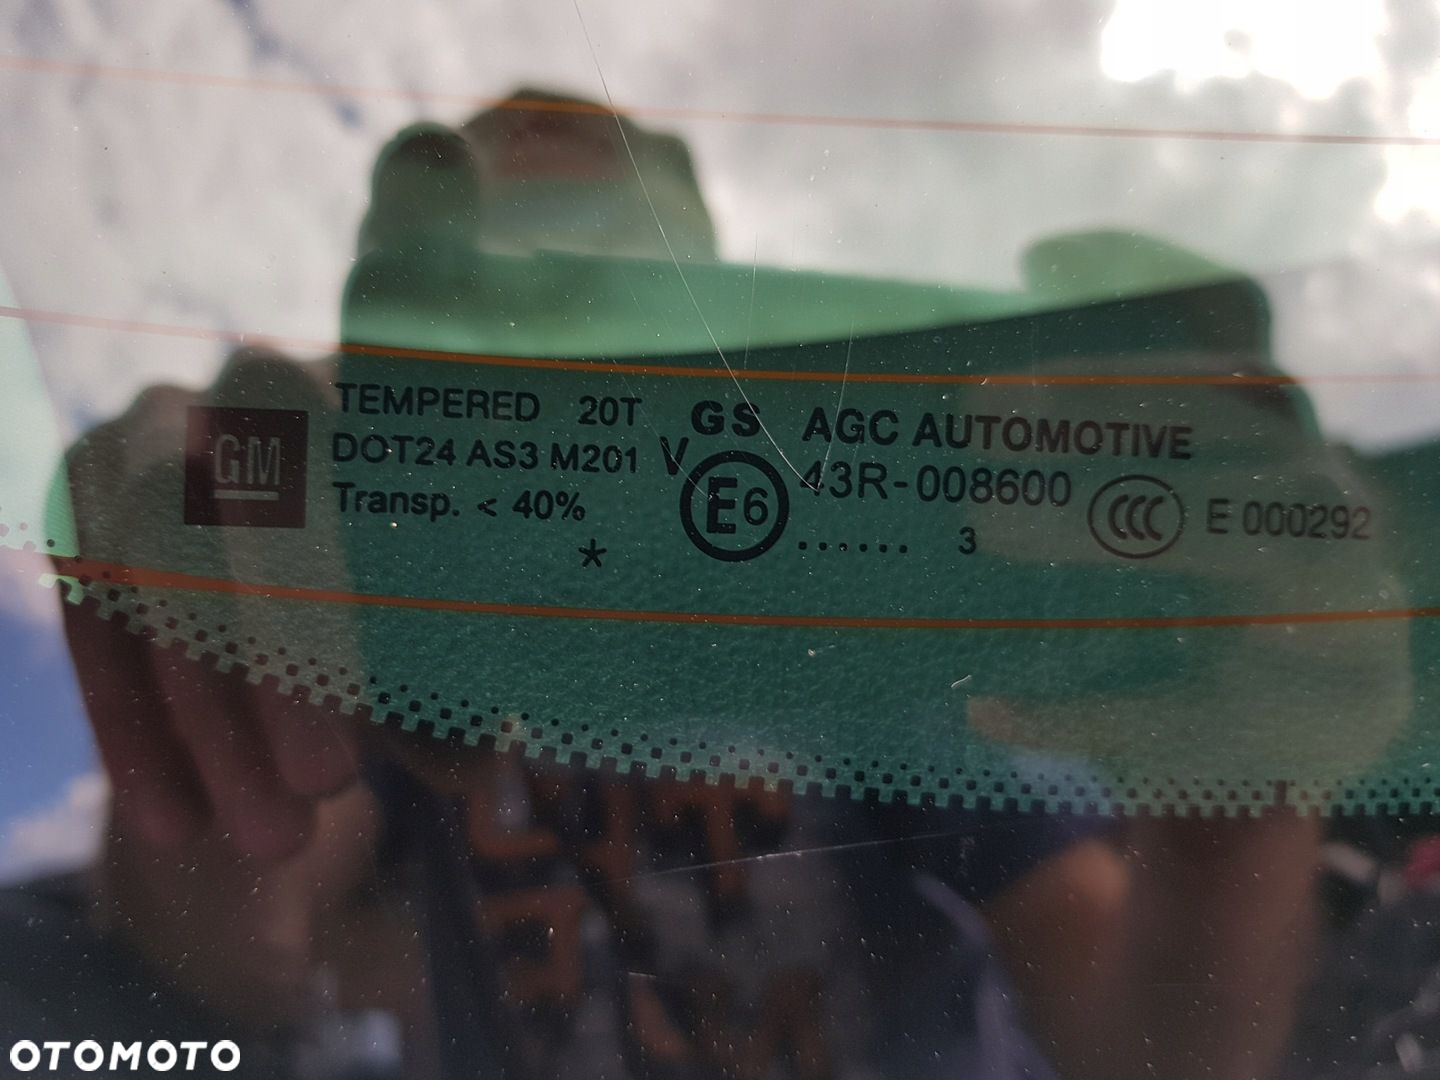 GM
TEMPERED 20T GS AGC AUTOMOTIVE
DOT24 AS3 M201 V E6 43R-008600 CCC E 000292
Transp. < 40% ...... 3
*
OTOMOTO